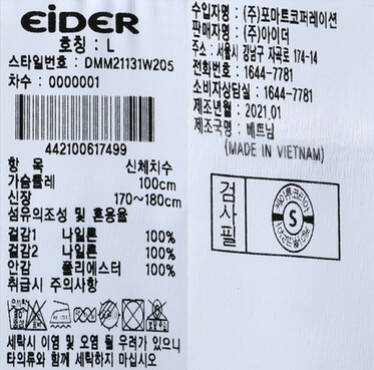 EiDER
호칭 : L
스타일번호 : DMM21131W205
차수 : 0000001
442100617499
항 목 신체치수
가슴둘레 100cm
신장 170~180cm
섬유의조성 및 혼용율
겉감1 나일론 100%
겉감2 나일론 100%
안감 폴리에스터 100%
취급시 주의사항
세탁시 이염 및 오염 될 우려가 있으니
타의류와 함께 세탁하지 마십시오
수입자명 : (주)포마트코퍼레이션
판매자명 : (주)아이더
주소 : 서울시 강남구 자곡로 174-14
전화번호 : 1644-7781
소비자상담실 : 1644-7781
제조년월 : 2021.01
제조국명 : 베트남
(MADE IN VIETNAM)
검사필
S